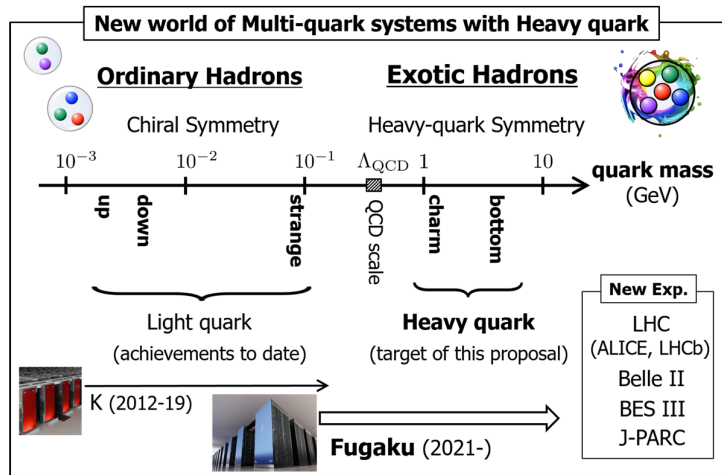 New world of Multi-quark systems with Heavy quark
Ordinary Hadrons
Exotic Hadrons
Chiral Symmetry
Heavy-quark Symmetry
10⁻³
10⁻²
10⁻¹
Λ_QCD
1
10
quark mass
(GeV)
up
down
strange
QCD scale
charm
bottom
Light quark
(achievements to date)
Heavy quark
(target of this proposal)
New Exp.
LHC
(ALICE, LHCb)
Belle II
BES III
J-PARC
K (2012-19)
Fugaku (2021-)